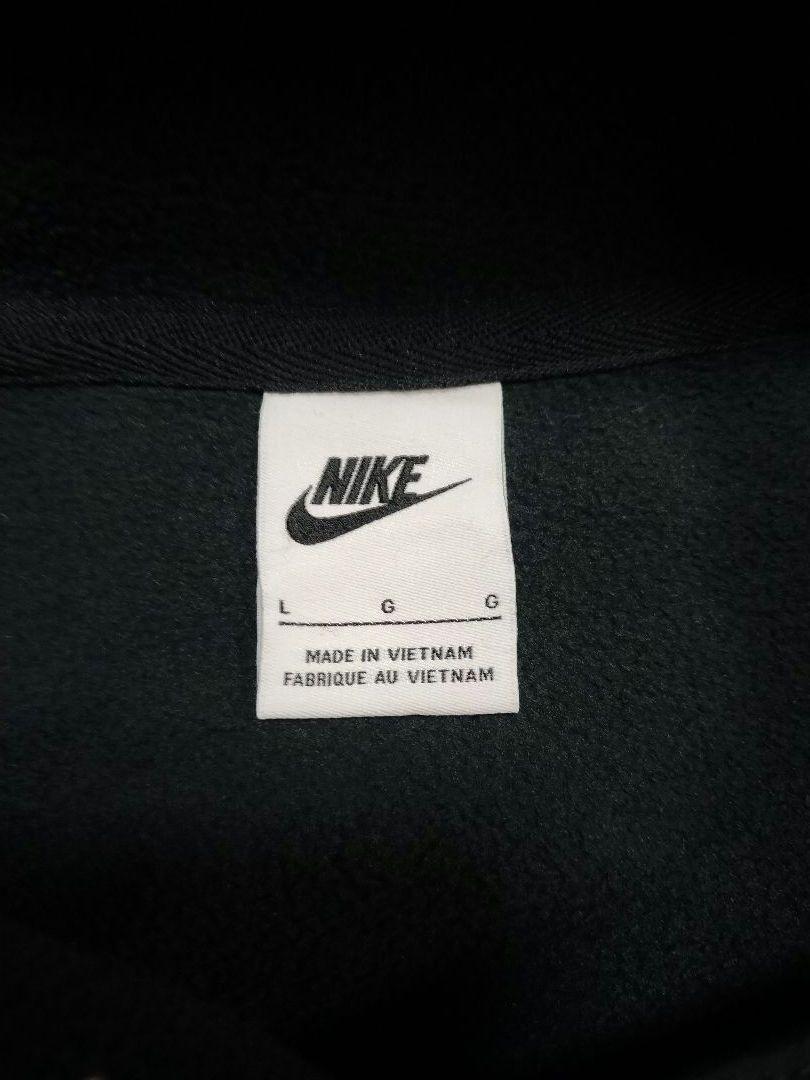 NIKE
L G G
MADE IN VIETNAM
FABRIQUE AU VIETNAM